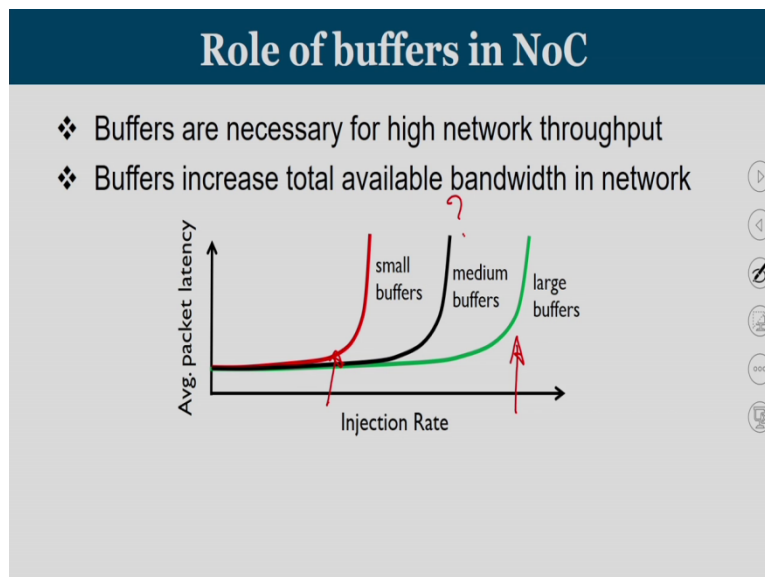 Role of buffers in NoC
❖ Buffers are necessary for high network throughput
❖ Buffers increase total available bandwidth in network
?
Avg. packet latency
small
buffers
medium
buffers
large
buffers
Injection Rate